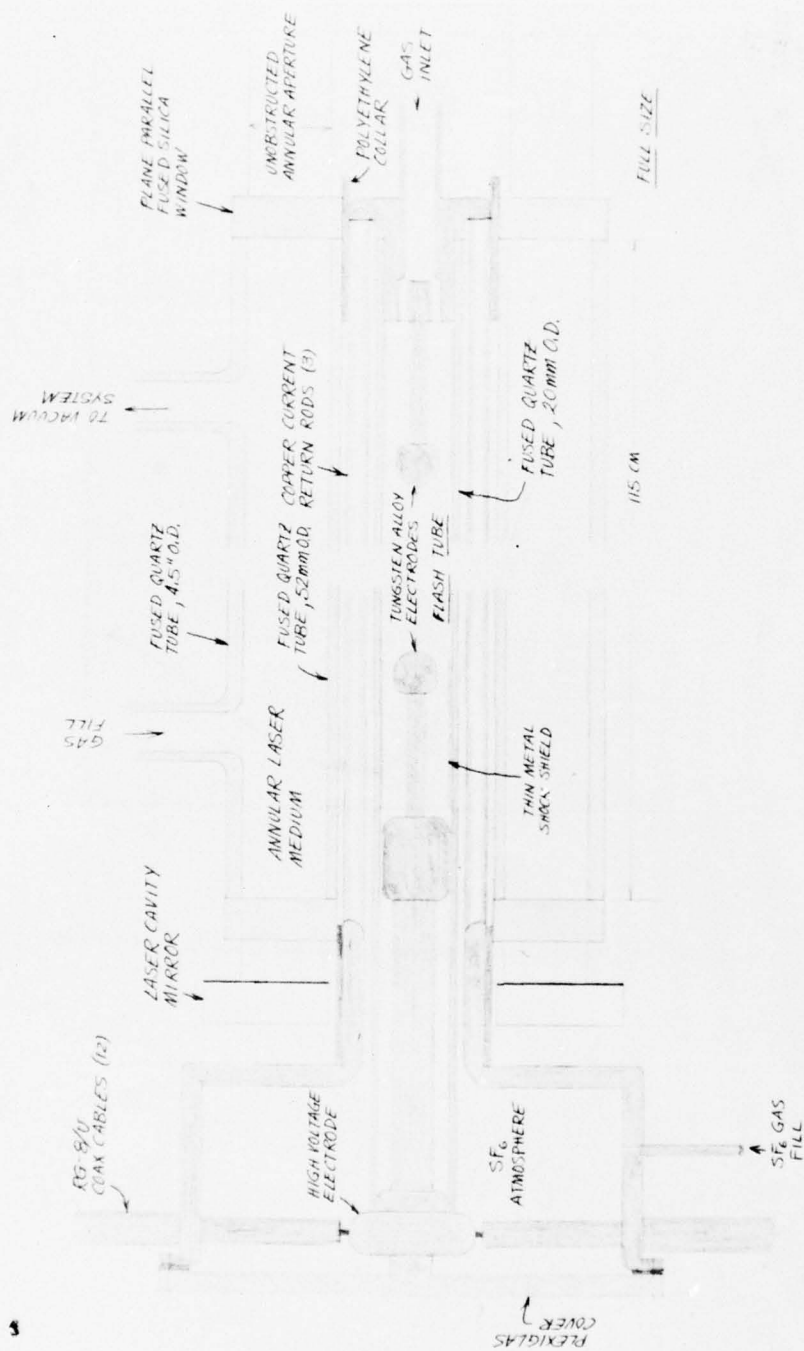 PLANE PARALLEL
FUSED SILICA
WINDOW
UNOBSTRUCTED
ANNULAR APERTURE
POLYETHYLENE
COLLAR
GAS
INLET
FULL SIZE
TO VACUUM
SYSTEM
FUSED QUARTZ
TUBE, 4.5" O.D.
COPPER CURRENT
RETURN RODS (3)
FUSED QUARTZ
TUBE, 52mm O.D.
TUNGSTEN ALLOY
ELECTRODES
FLASH TUBE
FUSED QUARTZ
TUBE, 20mm O.D.
115 CM
GAS
FILL
ANNULAR LASER
MEDIUM
THIN METAL
SHOCK SHIELD
LASER CAVITY
MIRROR
RG-8/U
COAX CABLES (12)
HIGH VOLTAGE
ELECTRODE
SF6
ATMOSPHERE
SF6 GAS
FILL
PLEXIGLAS
COVER